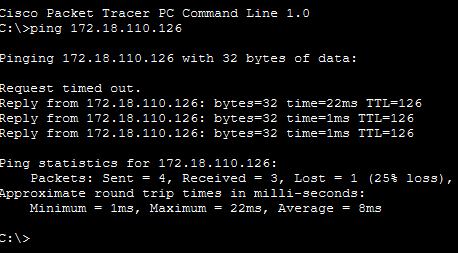 Cisco Packet Tracer PC Command Line 1.0
C:\>ping 172.18.110.126
Pinging 172.18.110.126 with 32 bytes of data:
Request timed out.
Reply from 172.18.110.126: bytes=32 time=22ms TTL=126
Reply from 172.18.110.126: bytes=32 time=1ms TTL=126
Reply from 172.18.110.126: bytes=32 time=1ms TTL=126
Ping statistics for 172.18.110.126:
Packets: Sent = 4, Received = 3, Lost = 1 (25% loss),
Approximate round trip times in milli-seconds:
Minimum = 1ms, Maximum = 22ms, Average = 8ms
C:\>